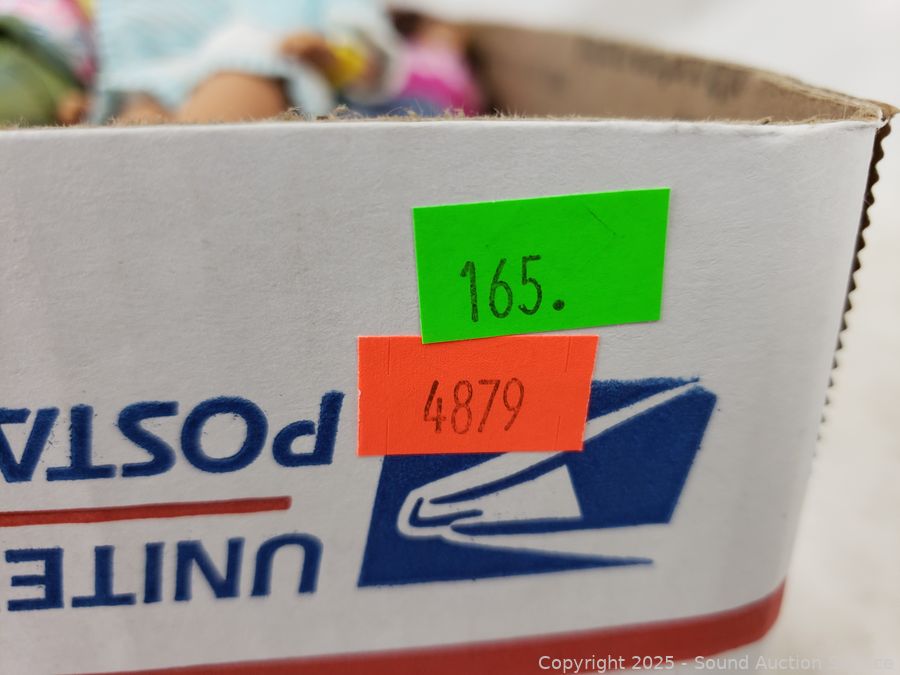 165.
4879
POSTA
UNITE
Copyright 2025 - Sound Auction Service